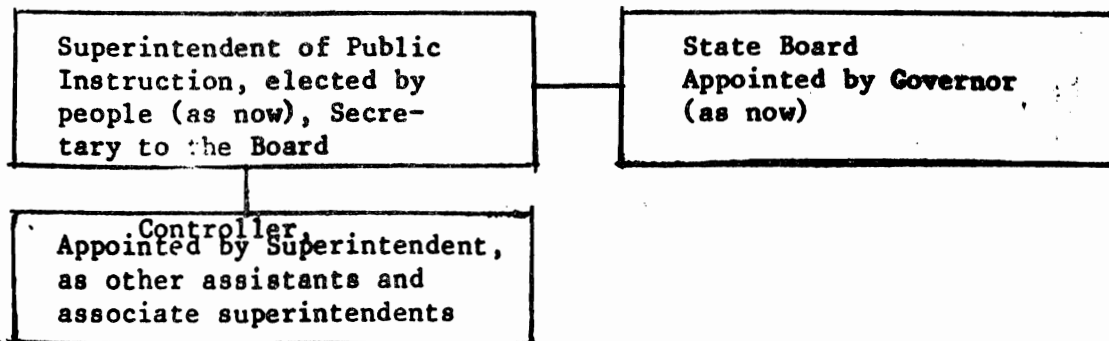 Superintendent of Public
Instruction, elected by
people (as now), Secre-
tary to the Board
State Board
Appointed by Governor
(as now)
Controller,
Appointed by Superintendent,
as other assistants and
associate superintendents